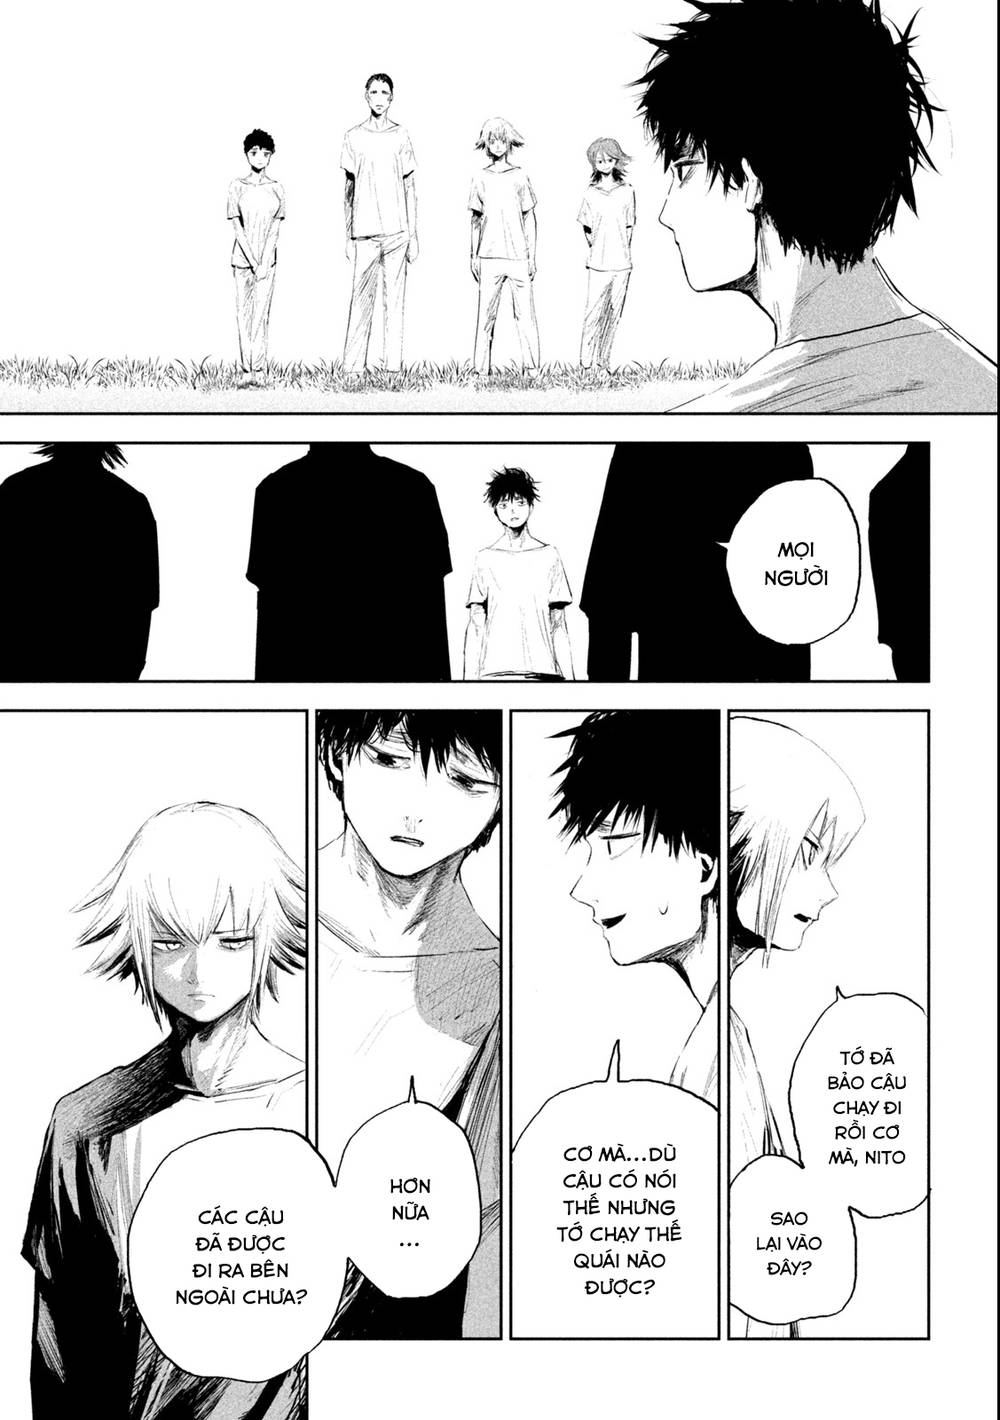 MỌI
NGƯỜI
TỚ ĐÃ
BẢO CẬU
CHẠY ĐI
RỒI CƠ
MÀ, NITO
SAO
LẠI VÀO
ĐÂY?
CƠ MÀ...DÙ
CẬU CÓ NÓI
THẾ NHƯNG
TỚ CHẠY THẾ
QUÁI NÀO
ĐƯỢC?
HƠN
NỮA
...
CÁC CẬU
ĐÃ ĐƯỢC
ĐI RA BÊN
NGOÀI CHƯA?